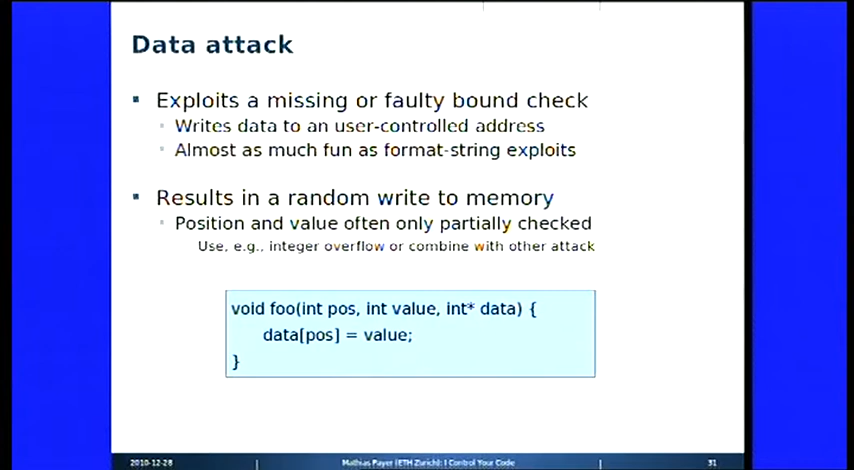 Data attack
Exploits a missing or faulty bound check
Writes data to an user-controlled address
Almost as much fun as format-string exploits
Results in a random write to memory
Position and value often only partially checked
Use, e.g., integer overflow or combine with other attack
void foo(int pos, int value, int* data) {
data[pos] = value;
}
2010-12-28
Mathias Payer (ETH Zurich): I Control Your Code
31